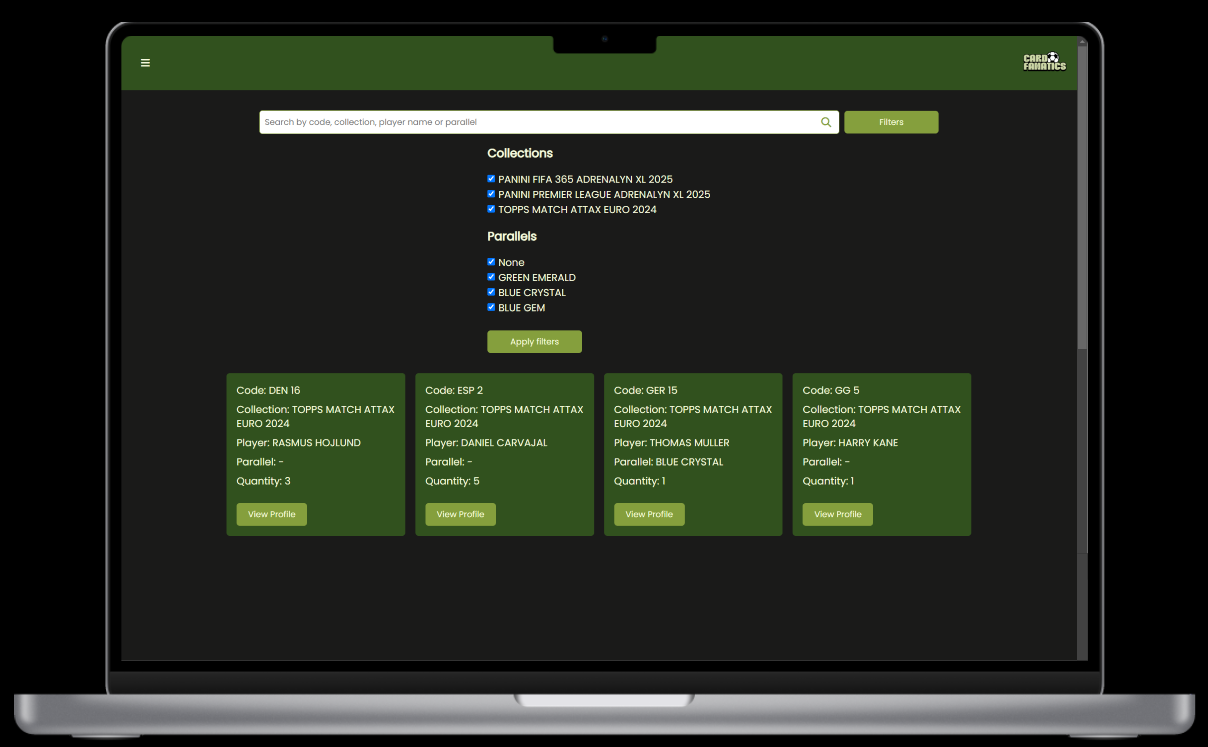 CARD
FANATICS
Search by code, collection, player name or parallel
Filters
Collections
PANINI FIFA 365 ADRENALYN XL 2025
PANINI PREMIER LEAGUE ADRENALYN XL 2025
TOPPS MATCH ATTAX EURO 2024
Parallels
None
GREEN EMERALD
BLUE CRYSTAL
BLUE GEM
Apply filters
Code: DEN 16
Collection: TOPPS MATCH ATTAX
EURO 2024
Player: RASMUS HOJLUND
Parallel: -
Quantity: 3
View Profile
Code: ESP 2
Collection: TOPPS MATCH ATTAX
EURO 2024
Player: DANIEL CARVAJAL
Parallel: -
Quantity: 5
View Profile
Code: GER 15
Collection: TOPPS MATCH ATTAX
EURO 2024
Player: THOMAS MULLER
Parallel: BLUE CRYSTAL
Quantity: 1
View Profile
Code: GG 5
Collection: TOPPS MATCH ATTAX
EURO 2024
Player: HARRY KANE
Parallel: -
Quantity: 1
View Profile